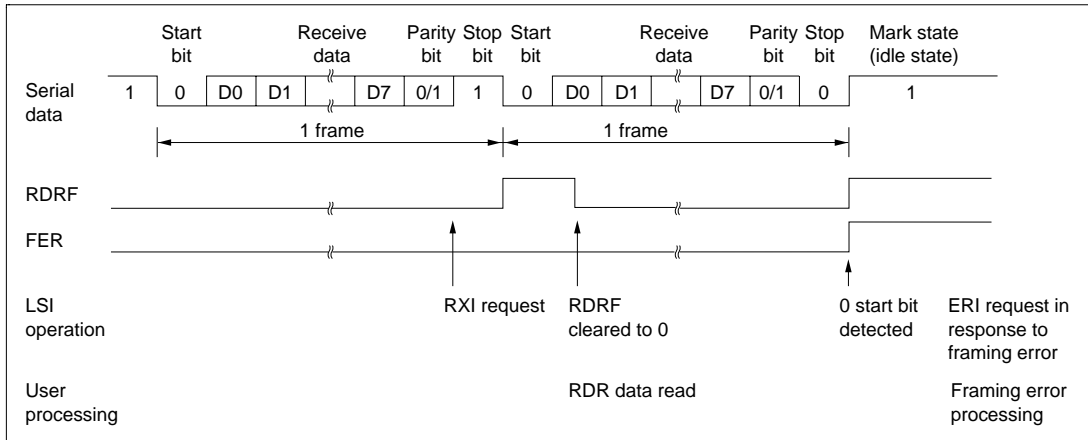 Start bit Receive data Parity bit Stop bit Start bit Receive data Parity bit Stop bit Mark state (idle state)
Serial data 1 0 D0 D1 D7 0/1 1 0 D0 D1 D7 0/1 0 1
1 frame 1 frame
RDRF
FER
LSI operation RXI request RDRF cleared to 0 0 start bit detected ERI request in response to framing error
User processing RDR data read Framing error processing